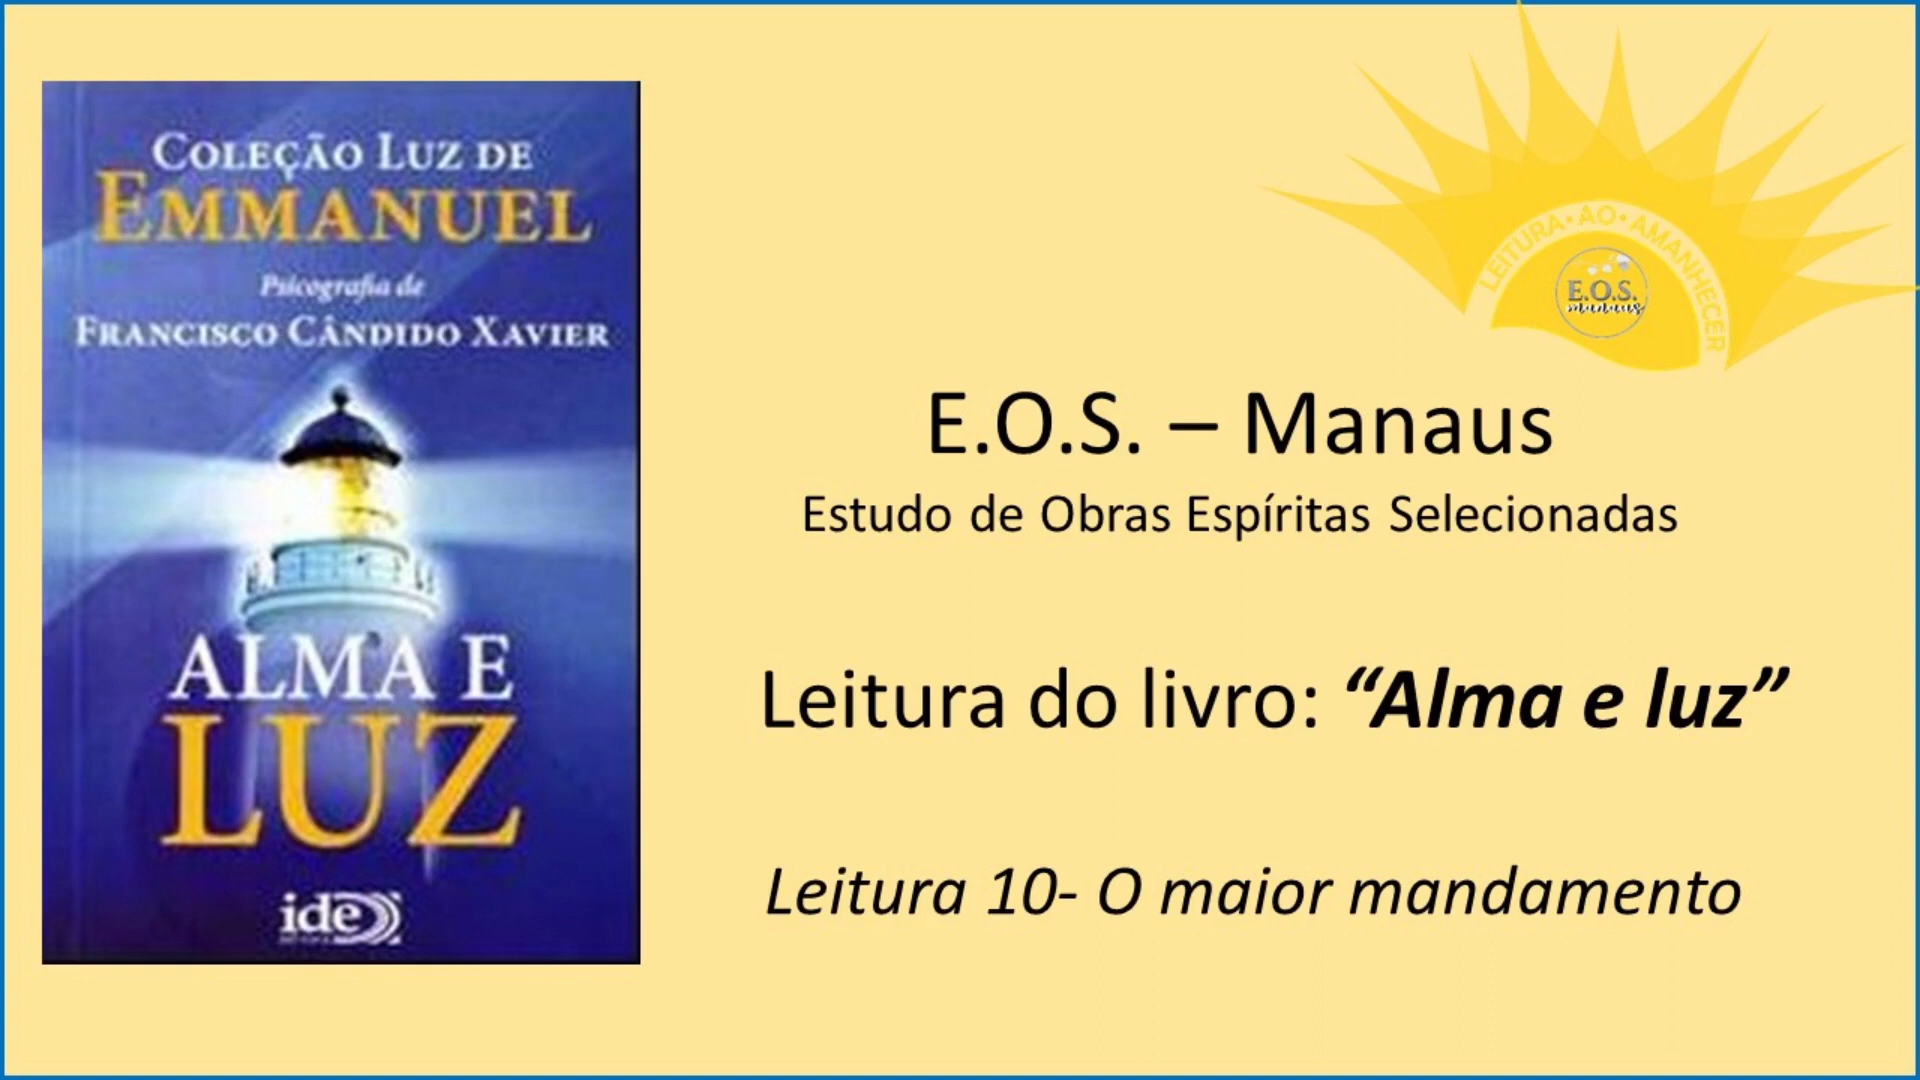 COLEÇÃO LUZ DE
EMMANUEL
Psicografia de
FRANCISCO CÂNDIDO XAVIER
ALMA E
LUZ
ide
LEITURA • AO • AMANHECER
E.O.S.
manaus
E.O.S. – Manaus
Estudo de Obras Espíritas Selecionadas
Leitura do livro: “Alma e luz”
Leitura 10- O maior mandamento